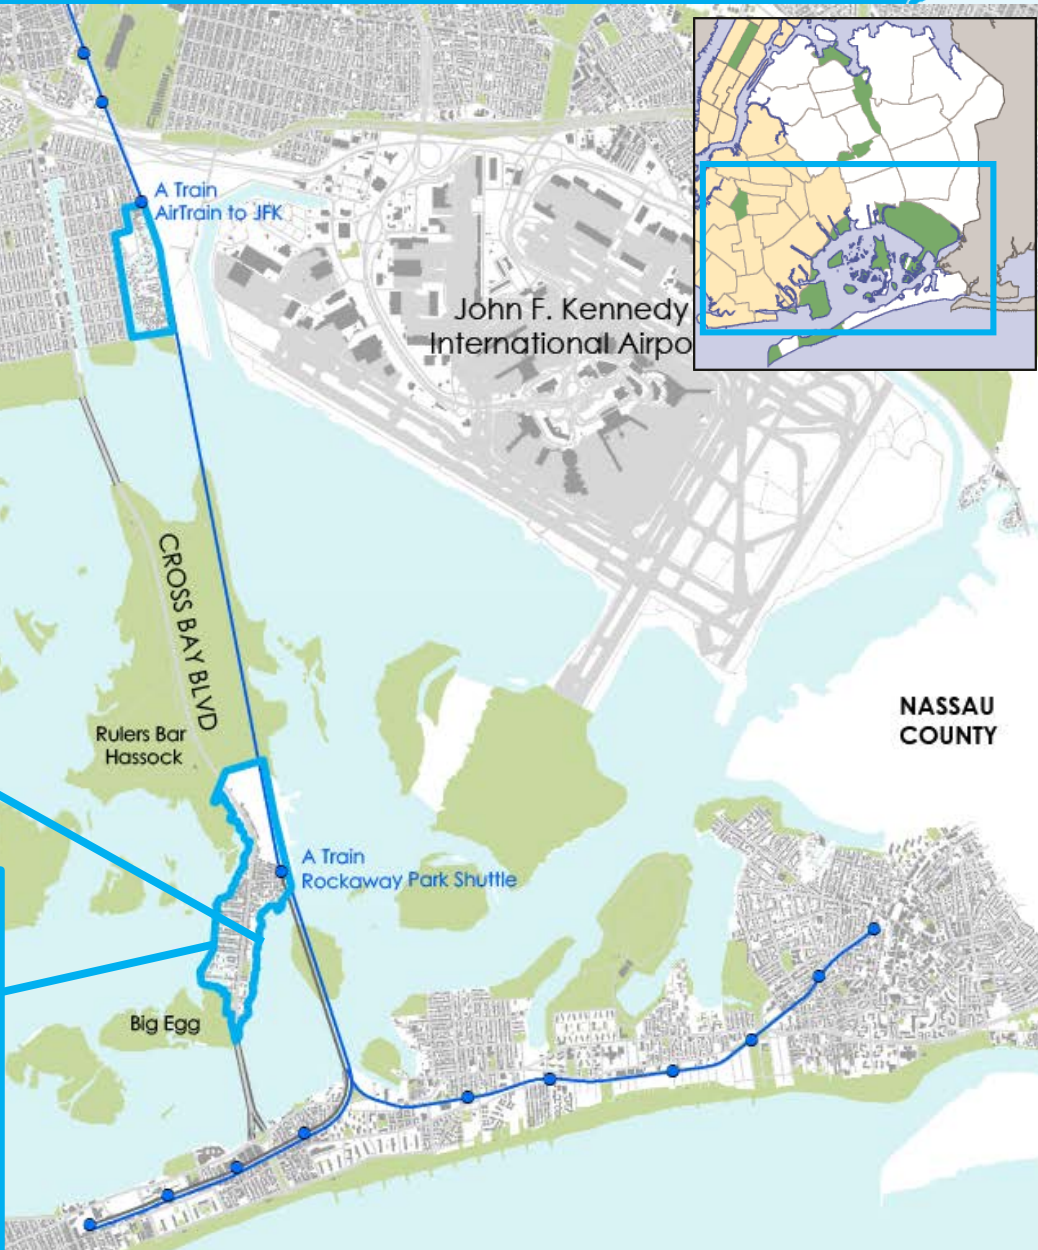 A Train
AirTrain to JFK
John F. Kennedy
International Airpo
CROSS BAY BLVD
NASSAU
COUNTY
Rulers Bar
Hassock
A Train
Rockaway Park Shuttle
Big Egg